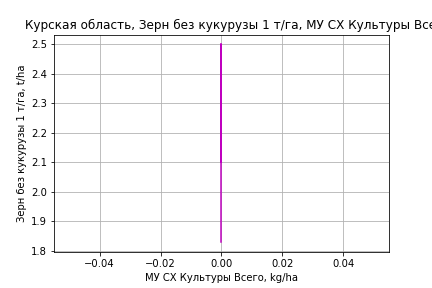 Курская область, Зерн без кукурузы 1 т/га, МУ СХ Культуры Все
2.5
2.4
2.3
2.2
2.1
2.0
1.9
1.8
Зерн без кукурузы 1 т/га, t/ha
−0.04 −0.02 0.00 0.02 0.04
МУ СХ Культуры Всего, kg/ha